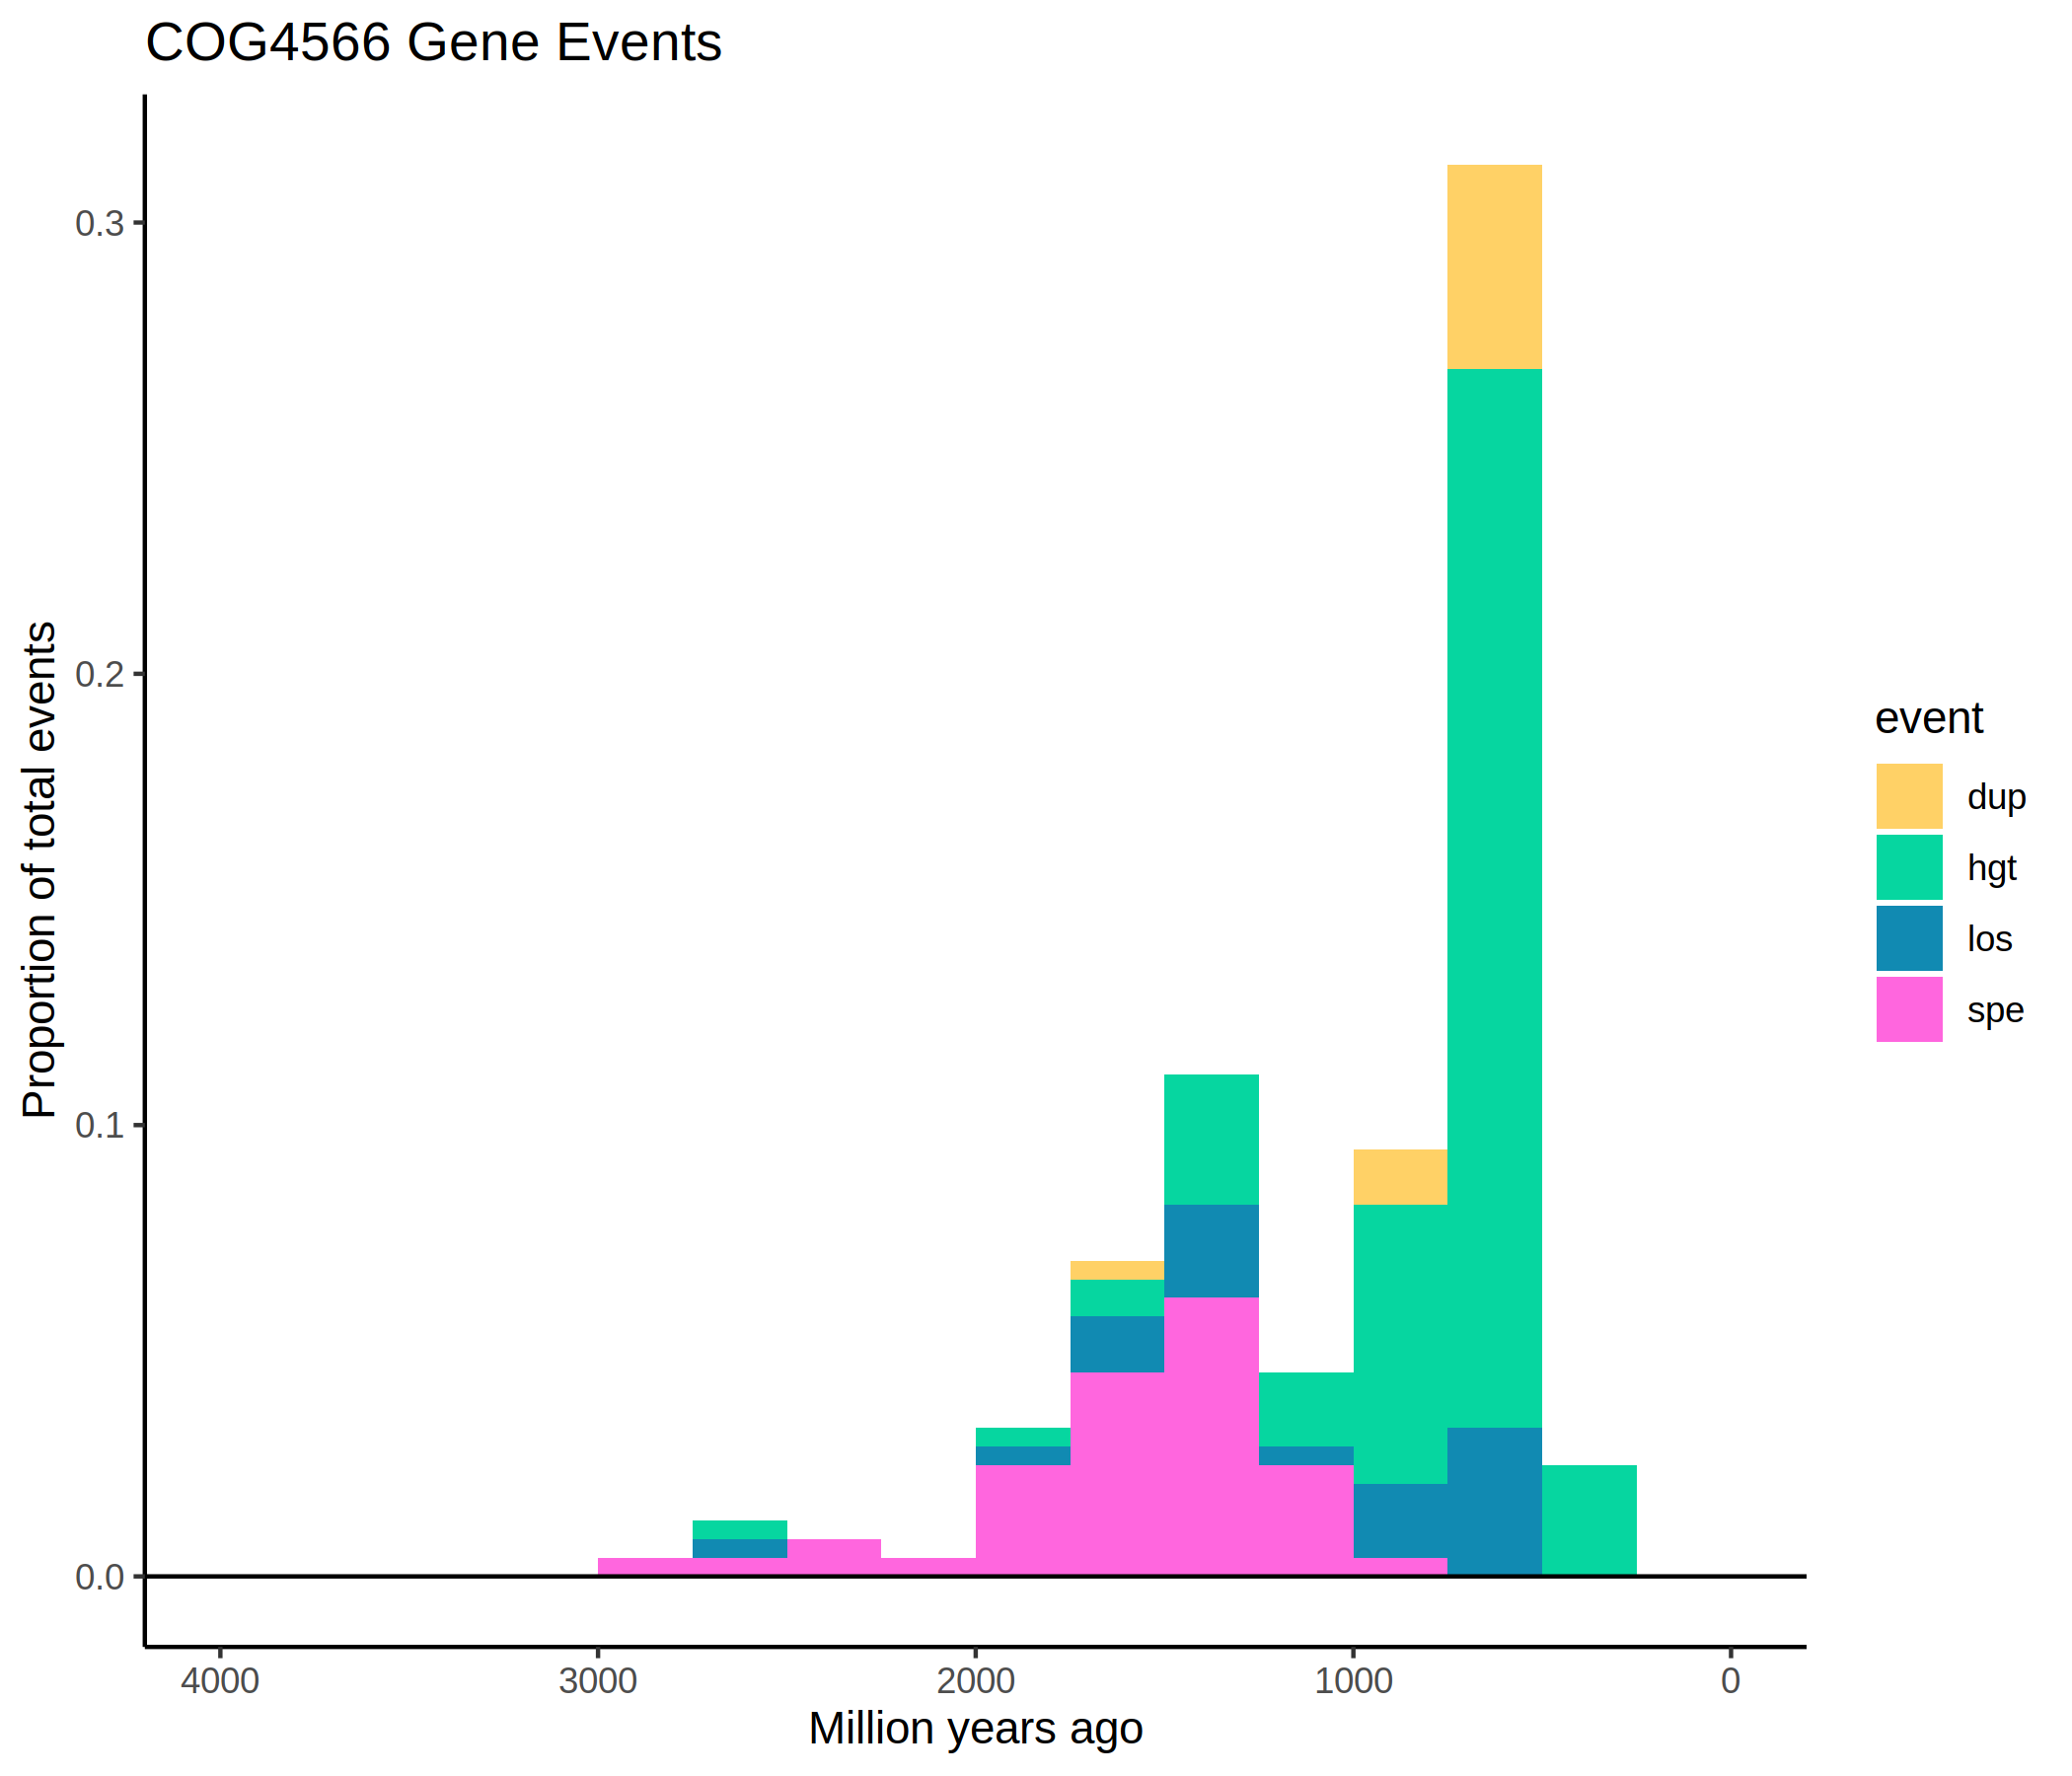 COG4566 Gene Events
Proportion of total events
0.3
0.2
0.1
0.0
4000 3000 2000 1000 0
Million years ago
event
dup
hgt
los
spe